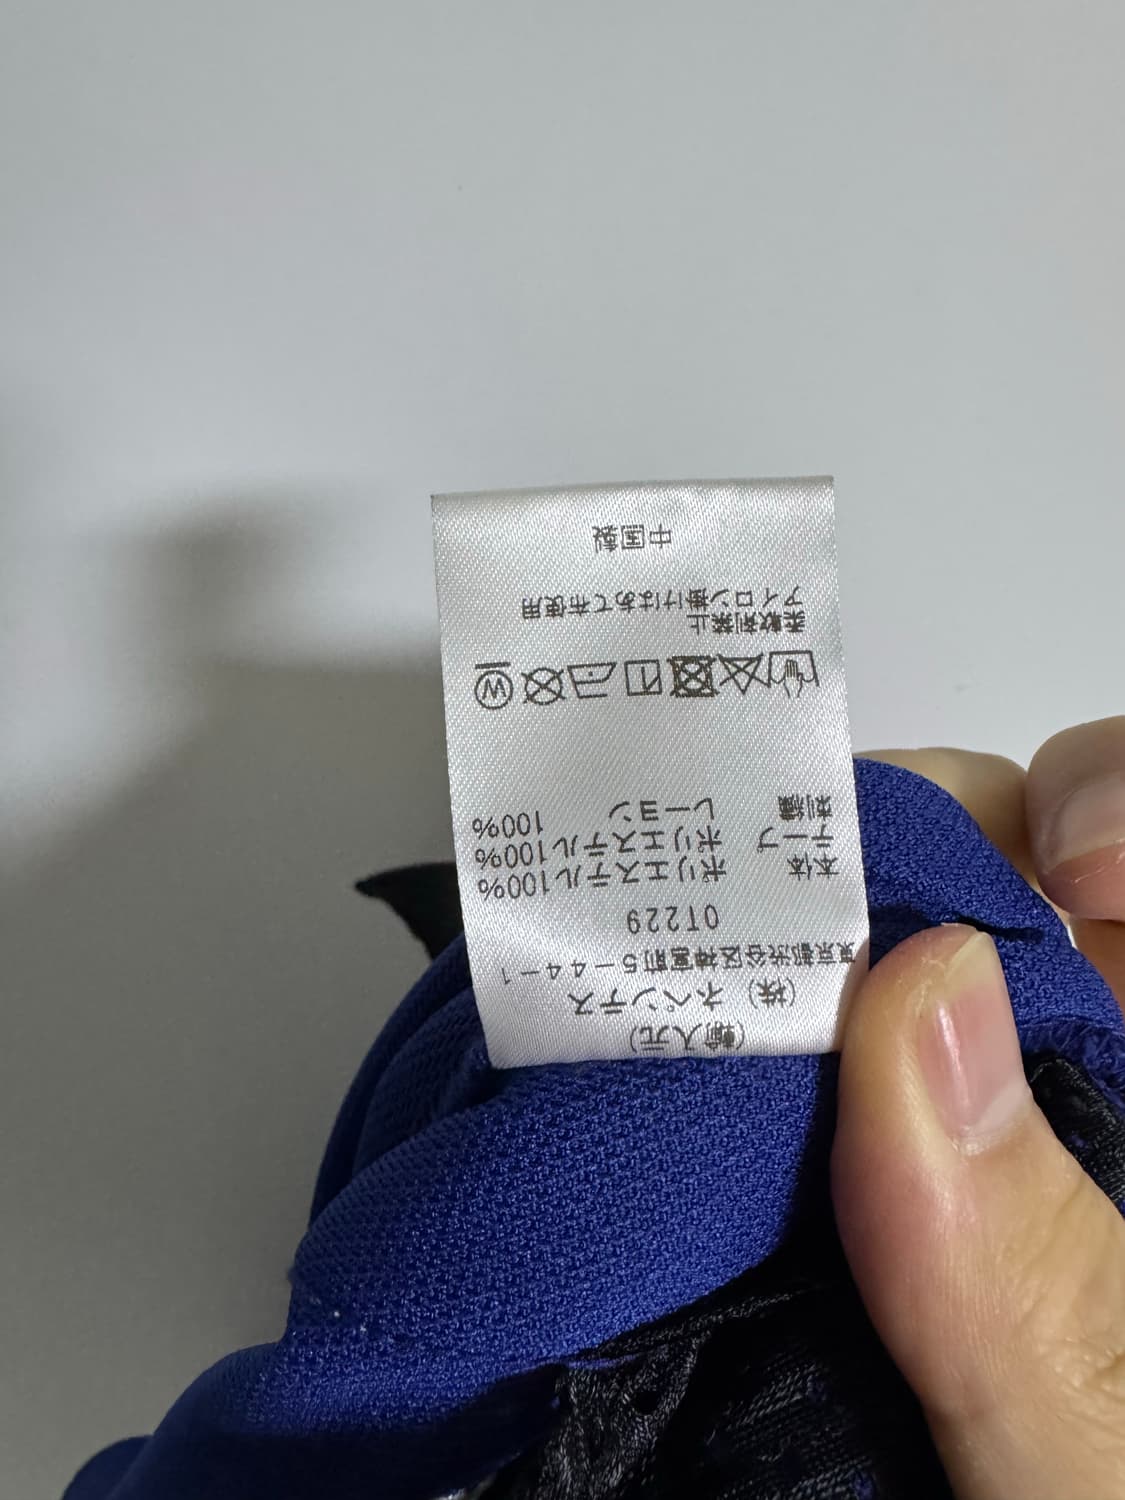 (輸入元)
(株) ネペンテス
東京都渋谷区神宮前5-44-1
OT229
本体 ポリエステル100%
テープ ポリエステル100%
刺繍 レーヨン 100%
W
柔軟剤禁止
アイロン掛けはあて布使用
中国製